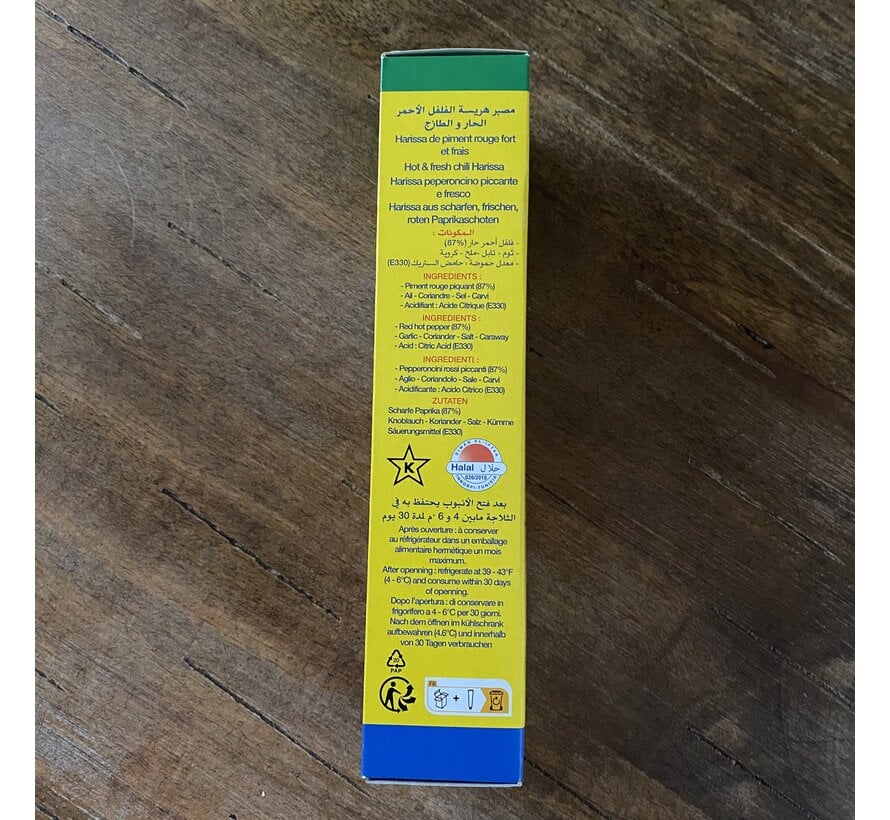 مصبر هريسة الفلفل الأحمر
الحار و الطازج
Harissa de piment rouge fort
et frais
Hot & fresh chili Harissa
Harissa peperoncino piccante
e fresco
Harissa aus scharfen, frischen,
roten Paprikaschoten
المكونات :
- فلفل أحمر حار (87%)
- ثوم - تابل - ملح - كروية
- معدل حموضة : حامض الستريك (E330)
INGREDIENTS :
- Piment rouge piquant (87%)
- Ail - Coriandre - Sel - Carvi
- Acidifiant : Acide Citrique (E330)
INGREDIENTS :
- Red hot pepper (87%)
- Garlic - Coriander - Salt - Caraway
- Acid : Citric Acid (E330)
INGREDIENTI :
- Pepperoncini rossi piccanti (87%)
- Aglio - Coriandolo - Sale - Carvi
- Acidificante : Acido Citrico (E330)
ZUTATEN
Scharfe Paprika (87%)
Knoblauch - Koriander - Salz - Kümme
Säuerungsmittel (E330)
K
Halal حلال
026/2018
INNORPI-TUNISIA
بعد فتح الأنبوب يحتفظ به في
الثلاجة مابين 4 و 6 °م لمدة 30 يوم
Après ouverture : à conserver
au réfrigérateur dans un emballage
alimentaire hermétique un mois
maximum.
After openning : refrigerate at 39 - 43°F
(4 - 6°C) and consume within 30 days
of openning.
Dopo l'apertura : di conservare in
frigorifero a 4 - 6°C per 30 giorni.
Nach dem öffnen im kühlschrank
aufbewahren (4.6°C) und innerhalb
von 30 Tagen verbrauchen
PAP
FR
+